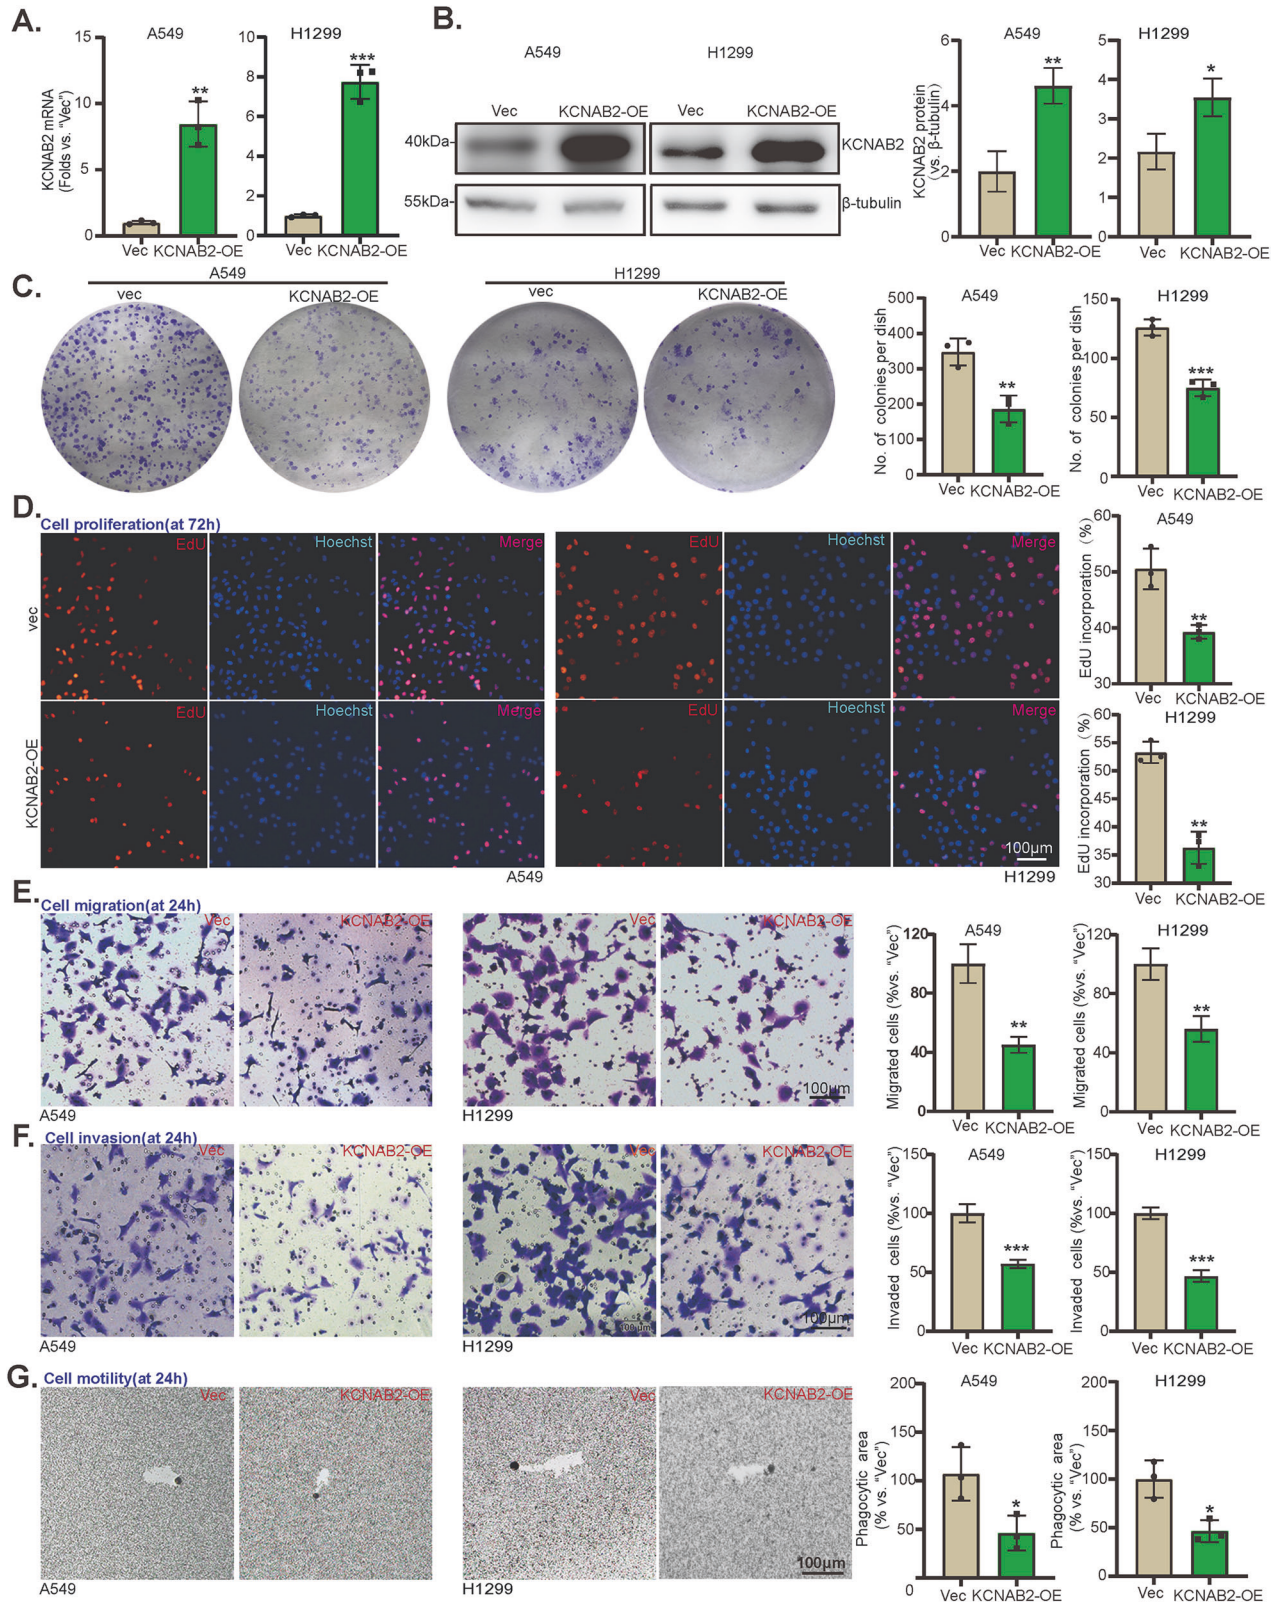 A.
A549
H1299
KCNAB2 mRNA
(Folds vs. “Vec”)
15
10
5
0
**
Vec KCNAB2-OE
10
8
6
4
2
0
***
Vec KCNAB2-OE
B.
A549
H1299
Vec
KCNAB2-OE
Vec
KCNAB2-OE
40kDa-
KCNAB2
55kDa-
β-tubulin
A549
H1299
KCNAB2 protein
(vs. β-tubulin)
6
4
2
0
**
Vec KCNAB2-OE
5
4
3
2
1
0
*
Vec KCNAB2-OE
C.
A549
vec
KCNAB2-OE
H1299
vec
KCNAB2-OE
A549
No. of colonies per dish
500
400
300
200
100
0
**
Vec KCNAB2-OE
H1299
No. of colonies per dish
150
100
50
0
***
Vec KCNAB2-OE
D.
Cell proliferation(at 72h)
vec
EdU
Hoechst
Merge
EdU
Hoechst
Merge
KCNAB2-OE
EdU
Hoechst
Merge
EdU
Hoechst
Merge
100μm
A549
H1299
A549
EdU incorporation (%)
60
50
40
30
**
Vec KCNAB2-OE
H1299
EdU incorporation (%)
60
55
50
45
40
35
30
**
Vec KCNAB2-OE
E.
Cell migration(at 24h)
Vec
KCNAB2-OE
Vec
KCNAB2-OE
100μm
A549
H1299
A549
Migrated cells (%vs. “Vec”)
120
80
40
0
**
Vec KCNAB2-OE
H1299
Migrated cells (%vs. “Vec”)
120
80
40
0
**
Vec KCNAB2-OE
F.
Cell invasion(at 24h)
Vec
KCNAB2-OE
Vec
KCNAB2 OE
100μm
A549
H1299
A549
Invaded cells (%vs. “Vec”)
150
100
50
0
***
Vec KCNAB2-OE
H1299
Invaded cells (%vs. “Vec”)
150
100
50
0
***
Vec KCNAB2-OE
G.
Cell motility(at 24h)
Vec
KCNAB2-OE
Vec
KCNAB2-OE
100μm
A549
H1299
A549
Phagocytic area
(% vs. “Vec”)
200
150
100
50
0
*
Vec KCNAB2-OE
H1299
Phagocytic area
(% vs. “Vec”)
200
150
100
50
0
*
Vec KCNAB2-OE